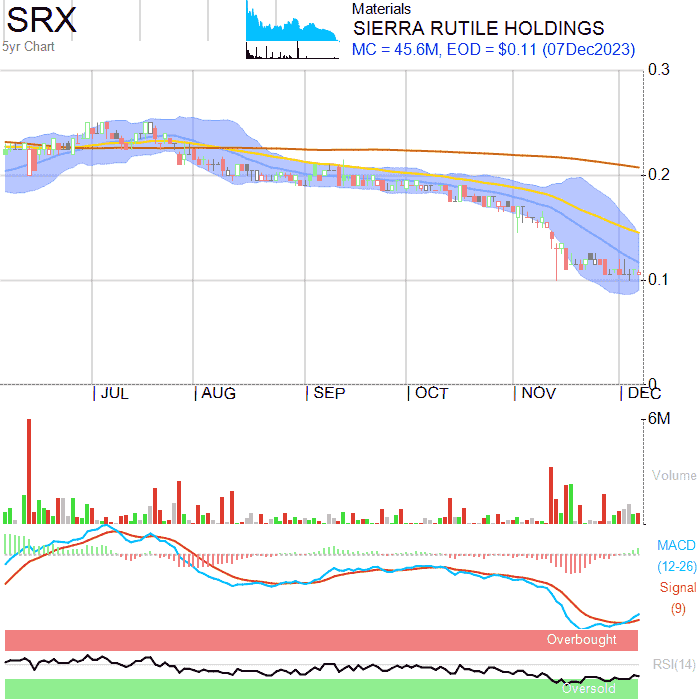 SRX
5yr Chart
Materials
SIERRA RUTILE HOLDINGS
MC = 45.6M, EOD = $0.11 (07Dec2023)
0.3
0.2
0.1
0
JUL AUG SEP OCT NOV DEC
6M
Volume
MACD
(12-26)
Signal
(9)
Overbought
RSI(14)
Oversold